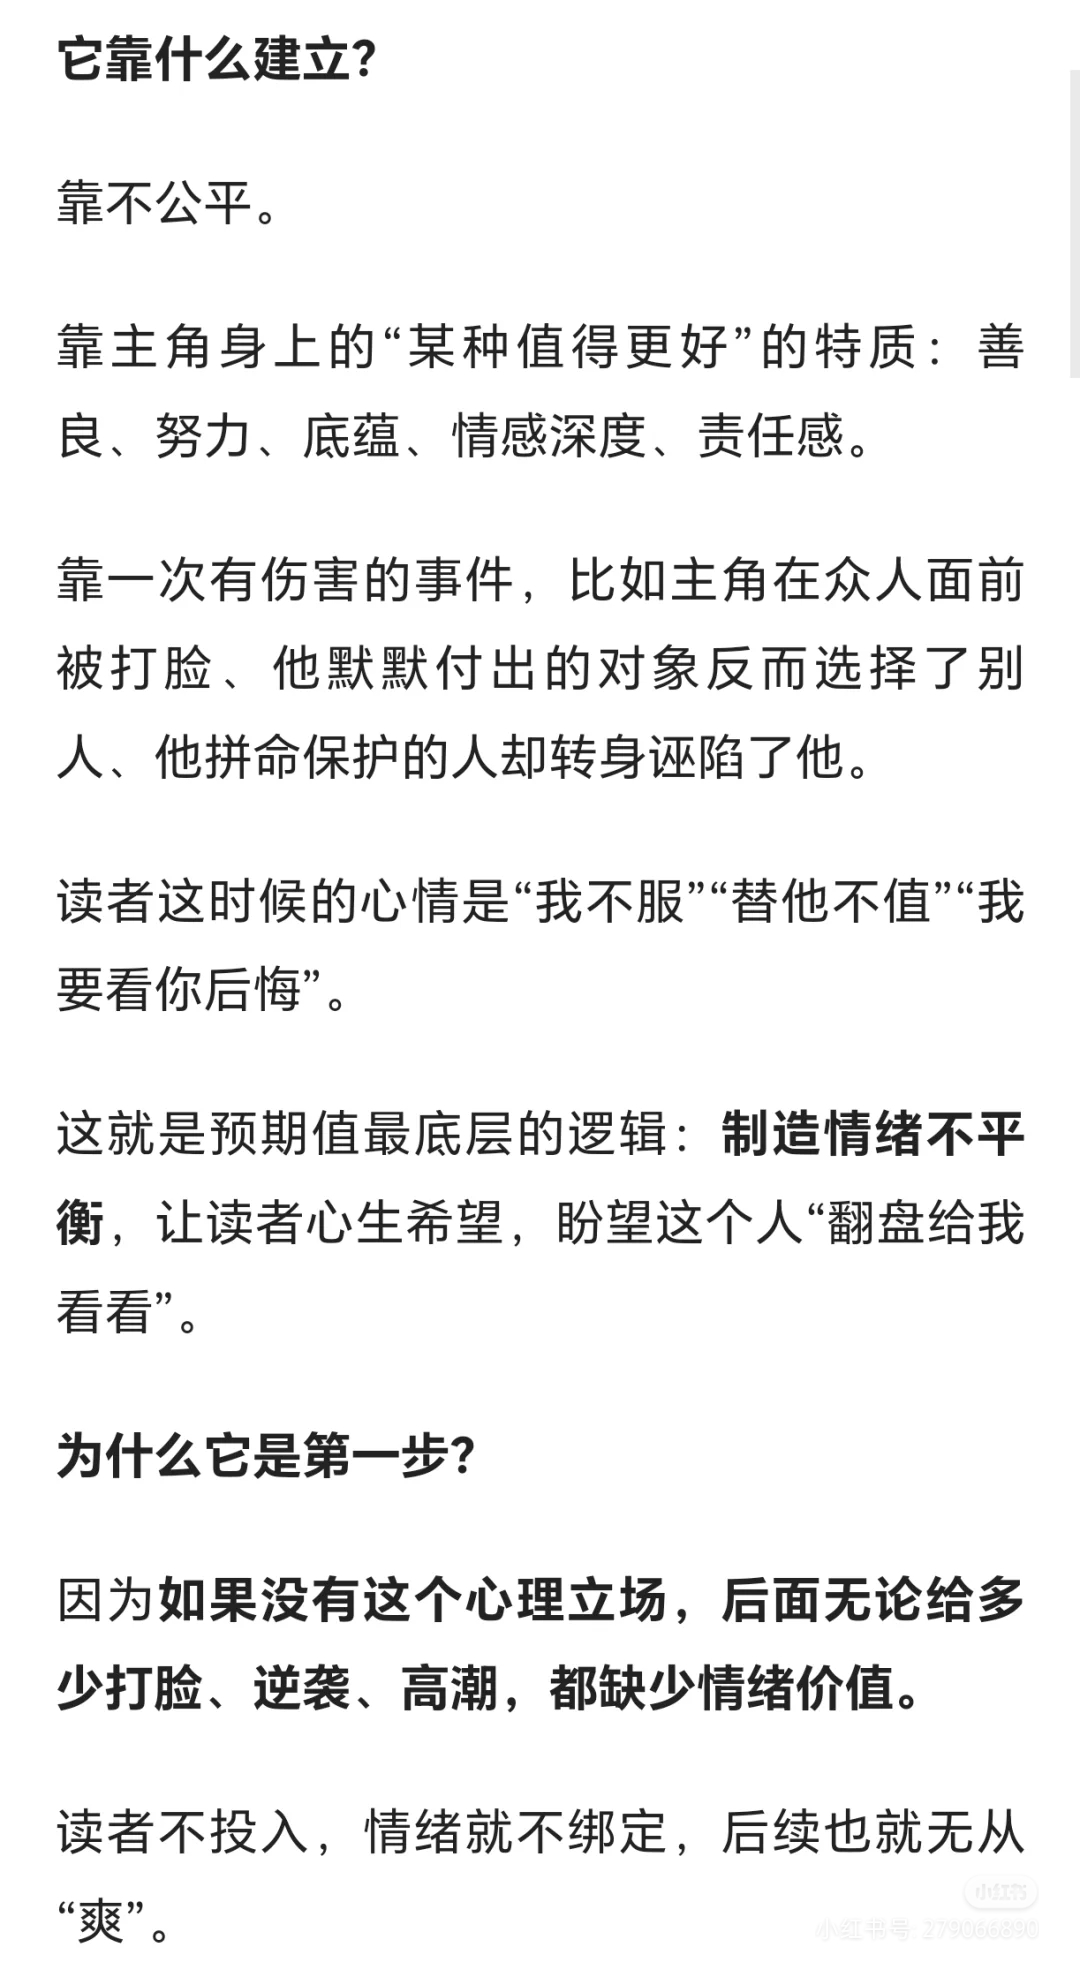 它靠什么建立？
靠不公平。
靠主角身上的“某种值得更好”的特质：善
良、努力、底蕴、情感深度、责任感。
靠一次有伤害的事件，比如主角在众人面前
被打脸、他默默付出的对象反而选择了别
人、他拼命保护的人却转身诬陷了他。
读者这时候的心情是“我不服”“替他不值”“我
要看你后悔”。
这就是预期值最底层的逻辑：制造情绪不平
衡，让读者心生希望，盼望这个人“翻盘给我
看看”。
为什么它是第一步？
因为如果没有这个心理立场，后面无论给多
少打脸、逆袭、高潮，都缺少情绪价值。
读者不投入，情绪就不绑定，后续也就无从
“爽”。
小红书
小红书号: 279066890